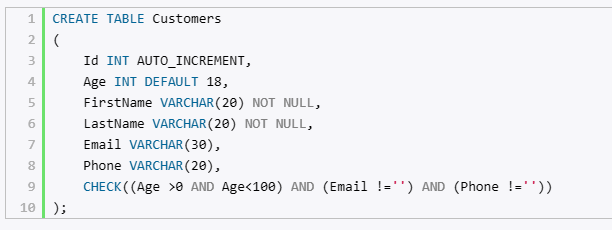 1 CREATE TABLE Customers
2 (
3     Id INT AUTO_INCREMENT,
4     Age INT DEFAULT 18,
5     FirstName VARCHAR(20) NOT NULL,
6     LastName VARCHAR(20) NOT NULL,
7     Email VARCHAR(30),
8     Phone VARCHAR(20),
9     CHECK((Age >0 AND Age<100) AND (Email !='') AND (Phone !=''))
10 );